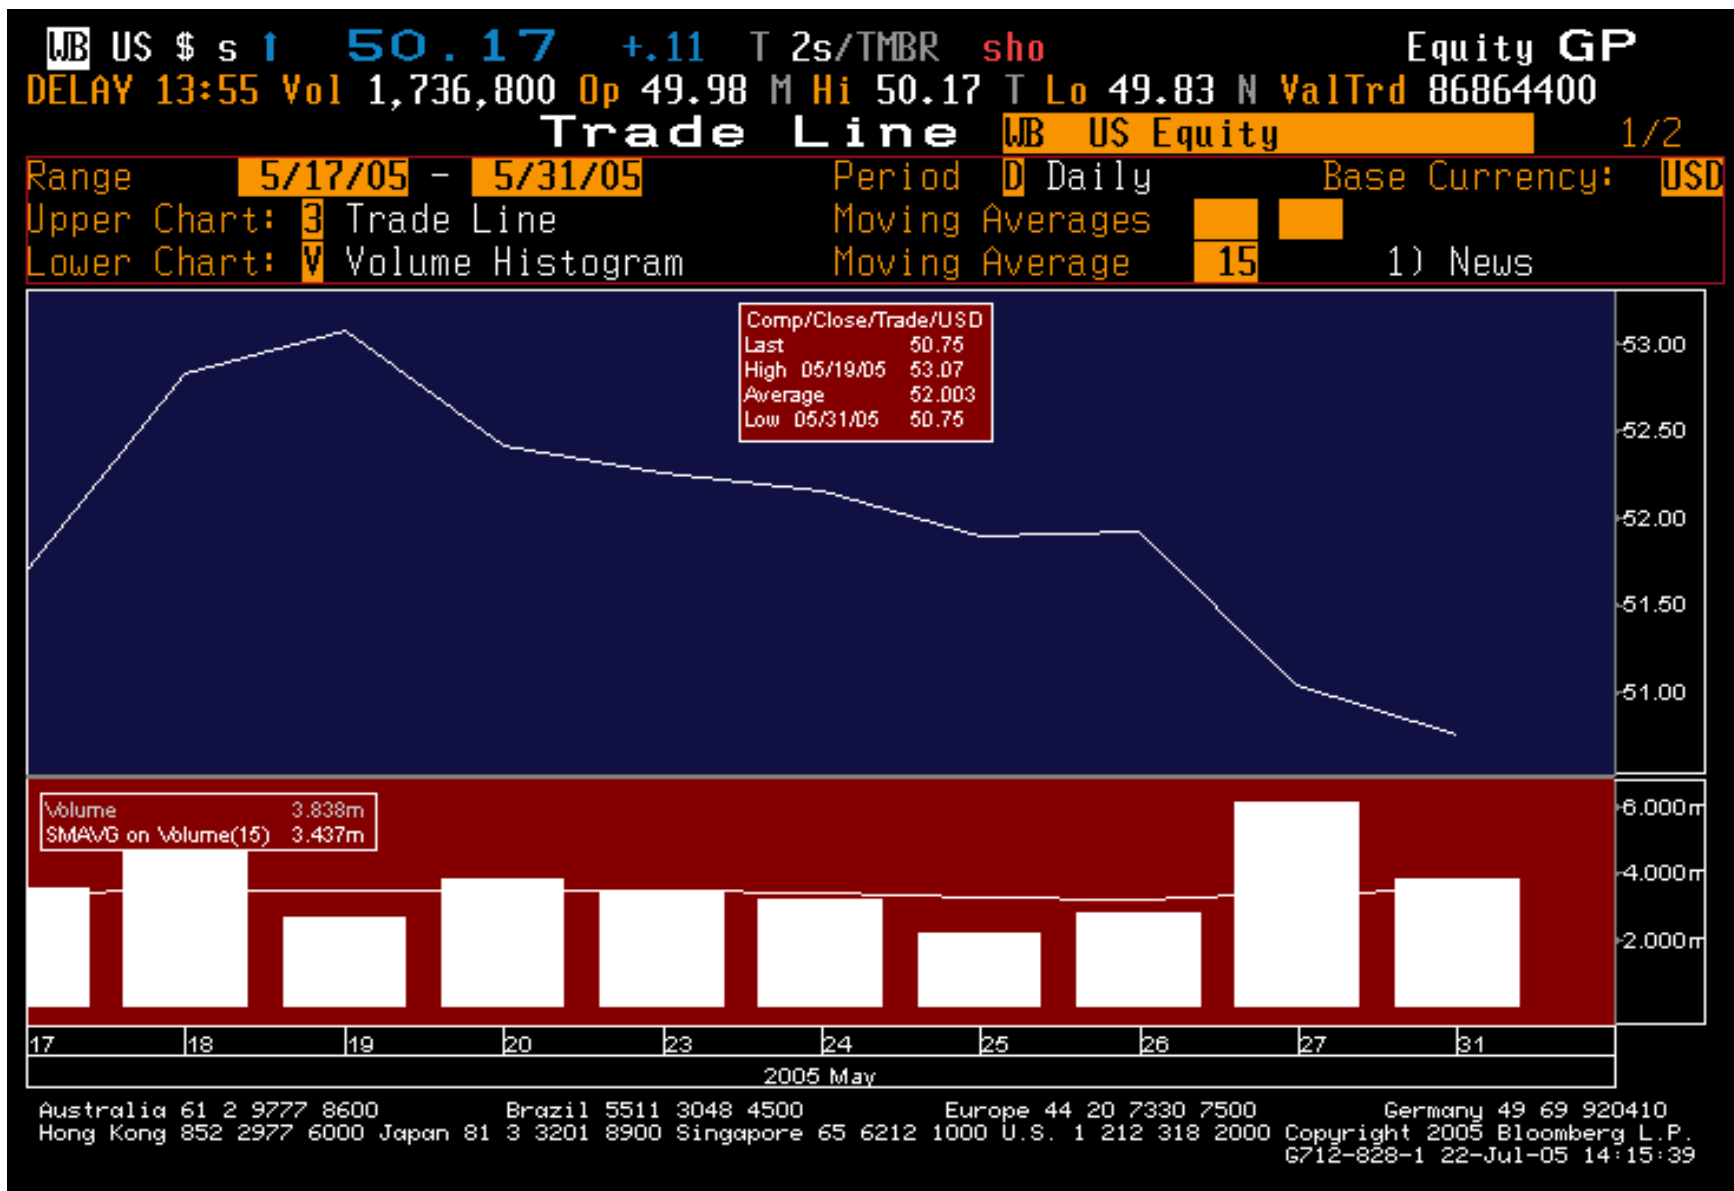 WB US $ s ↑ 50.17 +.11 T 2s/TMBR sho Equity GP
DELAY 13:55 Vol 1,736,800 Op 49.98 M Hi 50.17 T Lo 49.83 N ValTrd 86864400
Trade Line WB US Equity 1/2
Range 5/17/05 - 5/31/05 Period D Daily Base Currency: USD
Upper Chart: 3 Trade Line Moving Averages
Lower Chart: V Volume Histogram Moving Average 15 1) News
Comp/Close/Trade/USD
Last 50.75
High 05/19/05 53.07
Average 52.003
Low 05/31/05 50.75
53.00
52.50
52.00
51.50
51.00
Volume 3.838m
SMAVG on Volume(15) 3.437m
6.000m
4.000m
2.000m
17 18 19 20 23 24 25 26 27 31
2005 May
Australia 61 2 9777 8600 Brazil 5511 3048 4500 Europe 44 20 7330 7500 Germany 49 69 920410
Hong Kong 852 2977 6000 Japan 81 3 3201 8900 Singapore 65 6212 1000 U.S. 1 212 318 2000 Copyright 2005 Bloomberg L.P.
G712-828-1 22-Jul-05 14:15:39